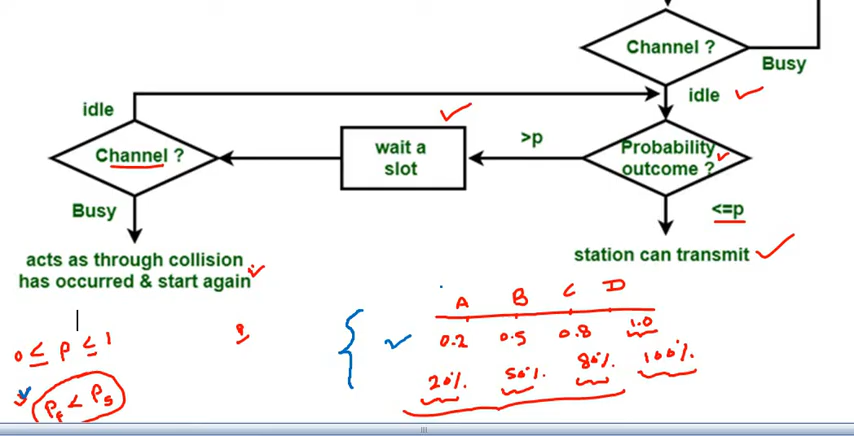 Channel ?
Busy
idle
idle
Channel ?
wait a
slot
>p
Probability
outcome ?
Busy
<=p
acts as through collision
has occurred & start again
station can transmit
A B C D
0 ≤ P ≤ 1
0.2 0.5 0.8 1.0
20%. 50%. 80%. 100%.
Pf < Ps